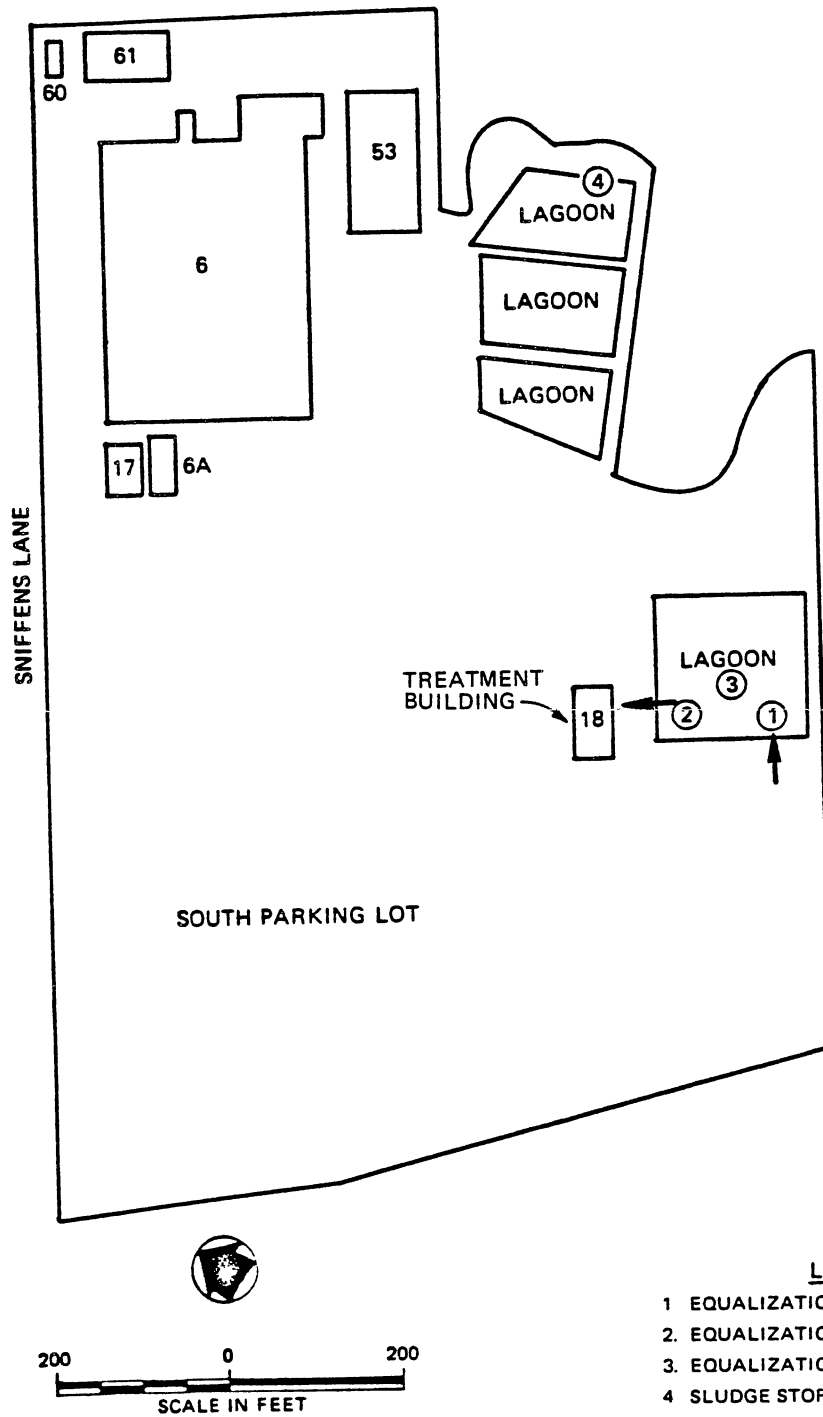 61
60
53
④
LAGOON
6
LAGOON
LAGOON
17
6A
SNIFFENS LANE
LAGOON
③
TREATMENT
BUILDING
18
②
①
SOUTH PARKING LOT
200 0 200
SCALE IN FEET
1 EQUALIZATIO
2. EQUALIZATIO
3. EQUALIZATIO
4 SLUDGE STOR